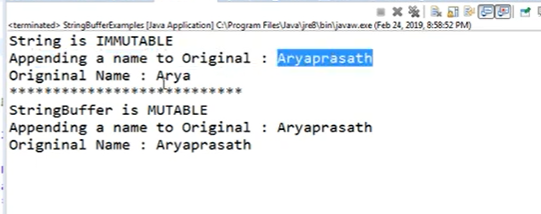 <terminated> StringBufferExamples [Java Application] C:\Program Files\Java\jre8\bin\javaw.exe (Feb 24, 2019, 8:58:52 PM)
String is IMMUTABLE
Appending a name to Original : Aryaprasath
Origninal Name : Arya
***************************
StringBuffer is MUTABLE
Appending a name to Original : Aryaprasath
Origninal Name : Aryaprasath